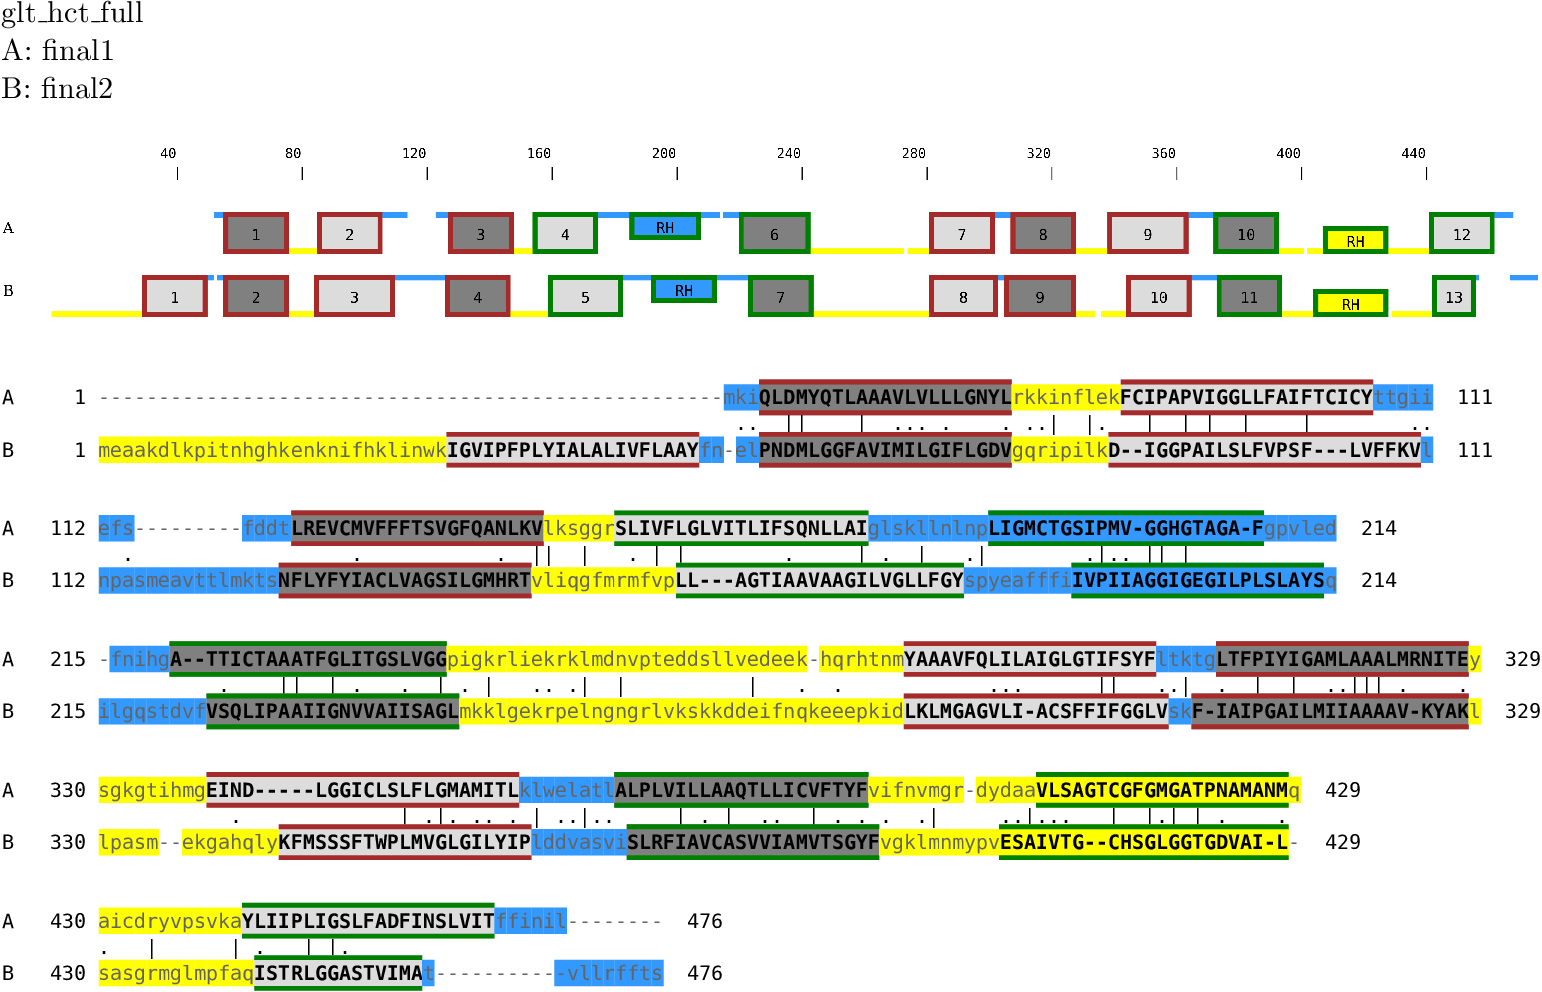 glt_hct_full
A: final1
B: final2
40 80 120 160 200 240 280 320 360 400 440
A 1 2 3 4 RH 6 7 8 9 10 RH 12
B 1 2 3 4 5 RH 7 8 9 10 11 RH 13
A 1 ----------------------------------------------------mkiQLDMYQTLAAAVLVLLLGNYLrkkinflekFCIPAPVIGGLLFAIFTCICYttgii 111
B 1 meaakdlkpitnhghkenknifhklinwkIGVIPFPLYIALALIVFLAAYfn-elPNDMLGGFAVIMILGIFLGDVgqripilkD--IGGPAILSLFVPSF---LVFFKVl 111
A 112 efs---------fddtLREVCMVFFFTSVGFQANLKVlksggrSLIVFLGLVITLIFSQNLLAIglskllnlnpLIGMCTGSIPMV-GGHGTAGA-Fgpvled 214
B 112 npasmeavttlmktsNFLYFYIACLVAGSILGMHRTvliqgfmrmfvpLL---AGTIAAVAAGILVGLLFGYspyeafffiIVPIIAGGIGEGILPLSLAYSq 214
A 215 -fnihgA--TTICTAAATFGLITGSLVGGpigkrliekrklmdnvpteddsllvedeek-hqrhtnmYAAAVFQLILAIGLGTIFSYFltktgLTFPIYIGAMLAAALMRNITEy 329
B 215 ilgqstdvfVSQLIPAAIIGNVVAIISAGLmkklgekrpelngngrlvkskkddeifnqkeeepkidLKLMGAGVLI-ACSFFIFGGLVskF-IAIPGAILMIIAAAAV-KYAKl 329
A 330 sgkgtihmgEIND-----LGGICLSLFLGMAMITLklwelatlALPLVILLAAQTLLICVFTYFvifnvmgr-dydaaVLSAGTCGFGMGATPNAMANMq 429
B 330 lpasm--ekgahqlyKFMSSSFTWPLMVGLGILYIPlddvasviSLRFIAVCASVVIAMVTSGYFvgklmnmypvESAIVTG--CHSGLGGTGDVAI-L- 429
A 430 aicdryvpsvkaYLIIPLIGSLFADFINSLVITffinil-------- 476
B 430 sasgrmglmpfaqISTRLGGASTVIMAt-----------vllrffts 476